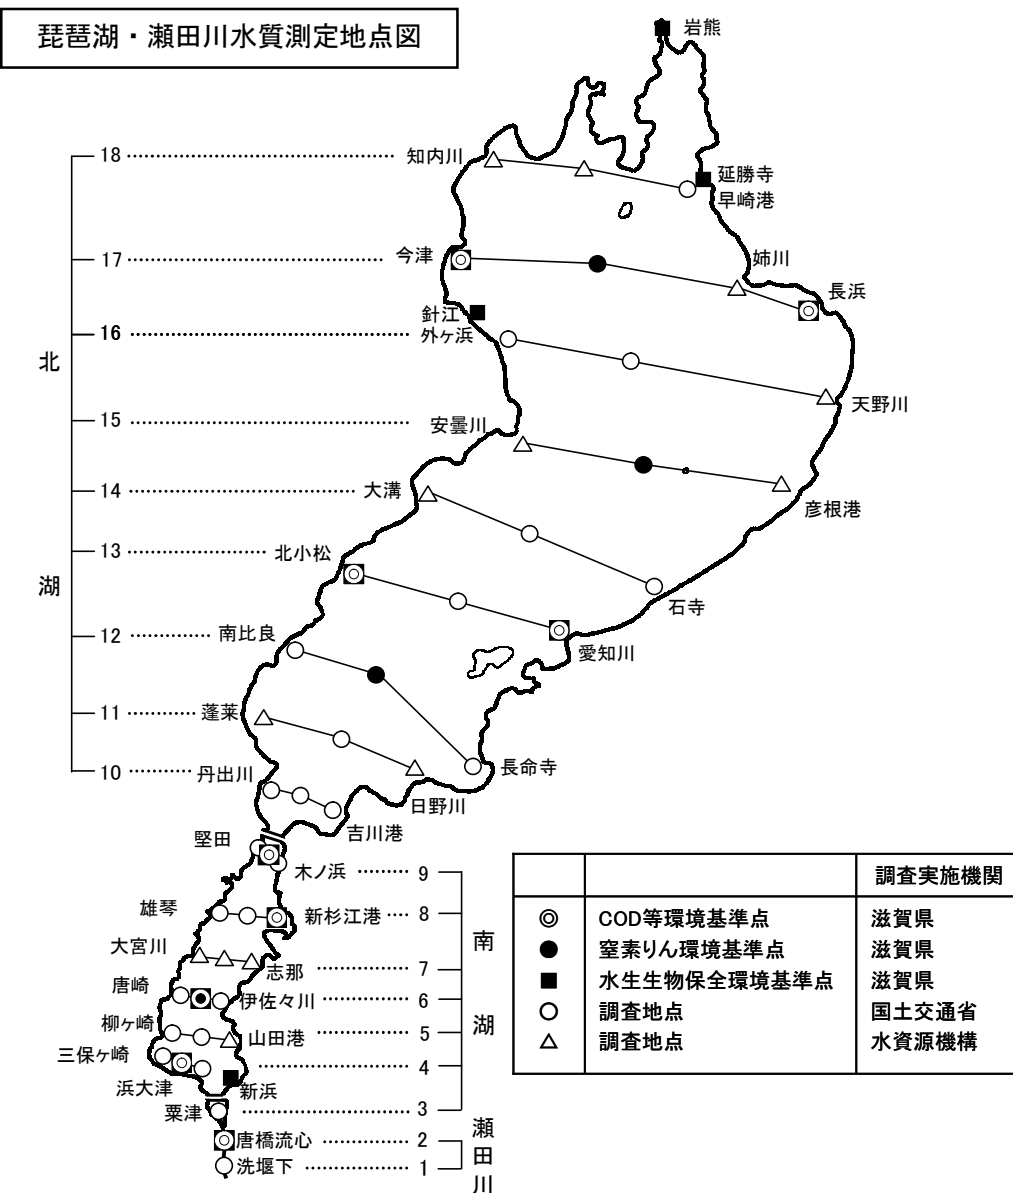 琵琶湖・瀬田川水質測定地点図
岩熊
18 知内川
延勝寺
早崎港
17 今津
姉川
長浜
針江
16 外ヶ浜
天野川
15 安曇川
彦根港
14 大溝
石寺
13 北小松
愛知川
12 南比良
長命寺
11 蓬莱
日野川
10 丹出川
吉川港
北
湖
堅田
木ノ浜 9
雄琴
新杉江港 8
大宮川
志那 7
唐崎
伊佐々川 6
柳ヶ崎
山田港 5
三保ヶ崎
4
浜大津
新浜
粟津 3
唐橋流心 2
洗堰下 1
南
湖
瀬
田
川
調査実施機関
◎ COD等環境基準点 滋賀県
● 窒素りん環境基準点 滋賀県
■ 水生生物保全環境基準点 滋賀県
○ 調査地点 国土交通省
△ 調査地点 水資源機構